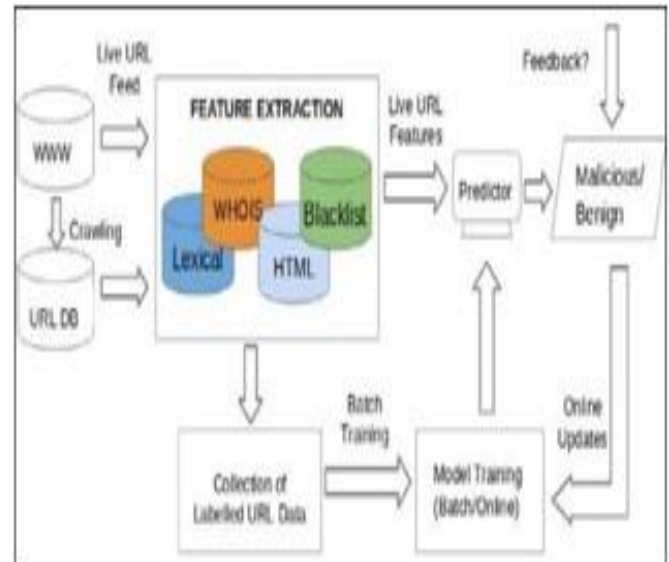 Live URL
Feed
WWW
Crawling
URL DB
FEATURE EXTRACTION
Lexical
WHOIS
HTML
Blacklist
Live URL
Features
Predictor
Feedback?
Malicious/
Benign
Collection of
Labelled URL Data
Batch
Training
Model Training
(Batch/Online)
Online
Updates